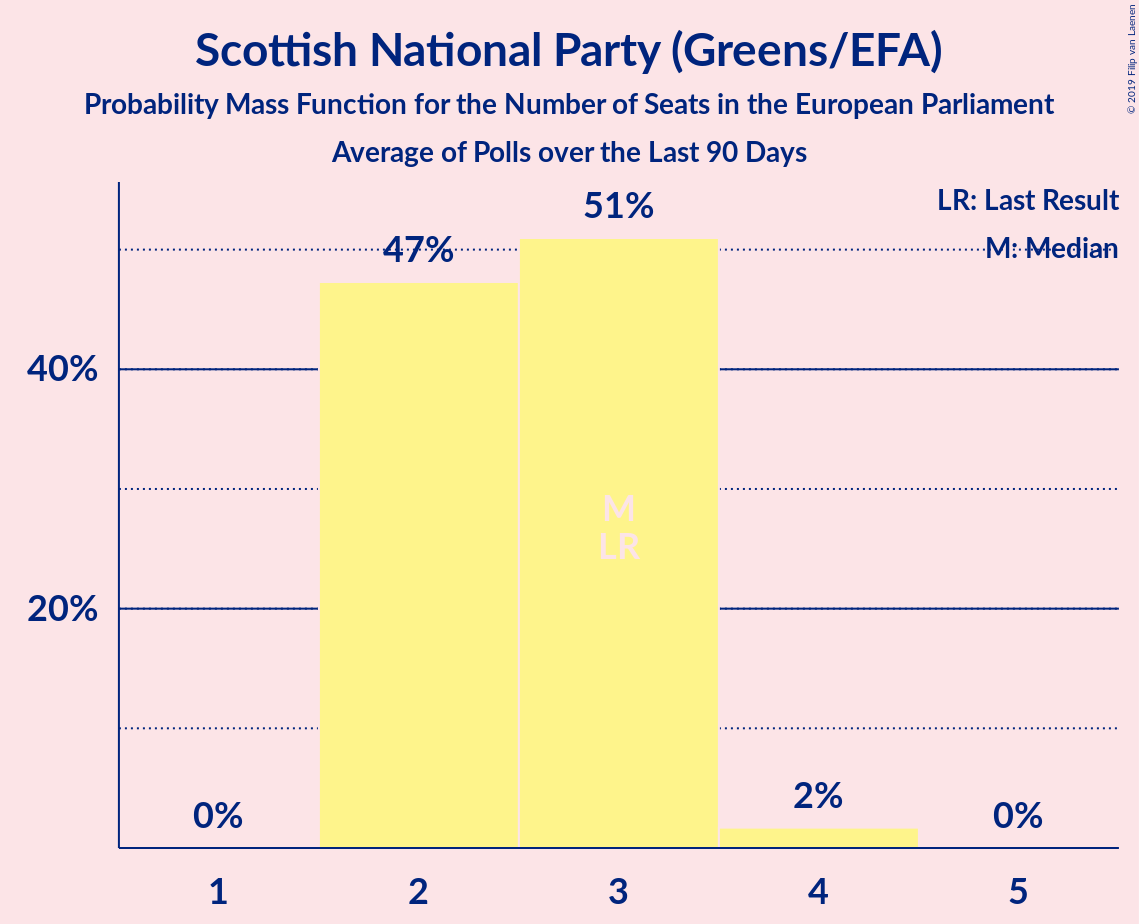 Scottish National Party (Greens/EFA)
Probability Mass Function for the Number of Seats in the European Parliament
Average of Polls over the Last 90 Days
© 2019 Filip van Laenen
LR: Last Result
M: Median
51%
47%
40%
M
LR
20%
2%
0%
0%
1
2
3
4
5